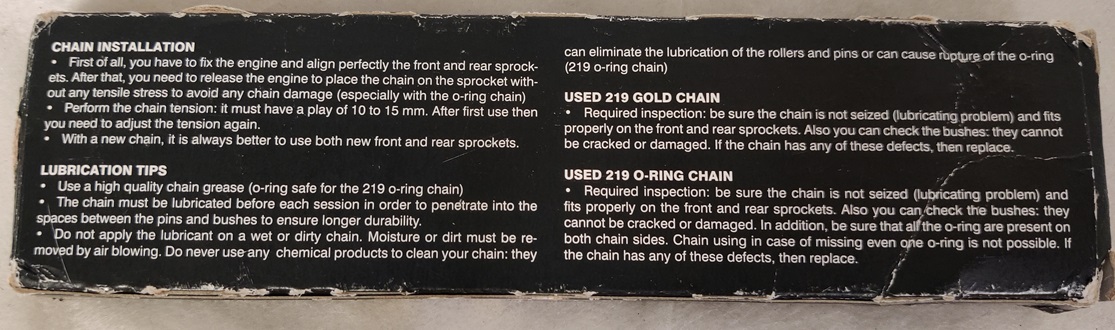 CHAIN INSTALLATION
• First of all, you have to fix the engine and align perfectly the front and rear sprock-
ets. After that, you need to release the engine to place the chain on the sprocket with-
out any tensile stress to avoid any chain damage (especially with the o-ring chain)
• Perform the chain tension: it must have a play of 10 to 15 mm. After first use then
you need to adjust the tension again.
• With a new chain, it is always better to use both new front and rear sprockets.
LUBRICATION TIPS
• Use a high quality chain grease (o-ring safe for the 219 o-ring chain)
• The chain must be lubricated before each session in order to penetrate into the
spaces between the pins and bushes to ensure longer durability.
• Do not apply the lubricant on a wet or dirty chain. Moisture or dirt must be re-
moved by air blowing. Do never use any chemical products to clean your chain: they
can eliminate the lubrication of the rollers and pins or can cause rupture of the o-ring
(219 o-ring chain)
USED 219 GOLD CHAIN
• Required inspection: be sure the chain is not seized (lubricating problem) and fits
properly on the front and rear sprockets. Also you can check the bushes: they cannot
be cracked or damaged. If the chain has any of these defects, then replace.
USED 219 O-RING CHAIN
• Required inspection: be sure the chain is not seized (lubricating problem) and
fits properly on the front and rear sprockets. Also you can check the bushes: they
cannot be cracked or damaged. In addition, be sure that all the o-ring are present on
both chain sides. Chain using in case of missing even one o-ring is not possible. If
the chain has any of these defects, then replace.